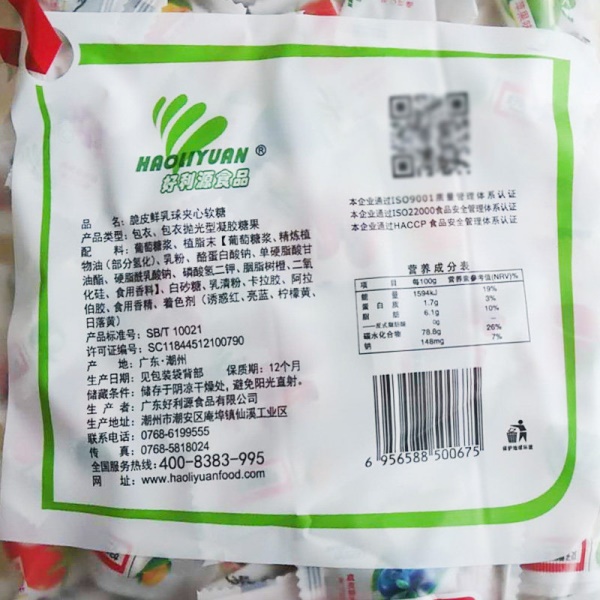 HAOLIYUAN®
好利源食品
品 名：脆皮鲜乳球夹心软糖
产品类型：包衣、包衣抛光型凝胶糖果
配 料：葡萄糖浆、植脂末【葡萄糖浆、精炼植
物油（部分氢化）、乳粉、酪蛋白酸钠、单硬脂酸甘
油酯、硬脂酰乳酸钠、磷酸氢二钾、胭脂树橙、二氧
化硅、食用香料】、白砂糖、乳清粉、卡拉胶、阿拉
伯胶、食用香精、着色剂（诱惑红、亮蓝、柠檬黄、
日落黄）
产品标准号：SB/T 10021
许可证编号：SC11844512100790
产 地：广东·潮州
生产日期：见包装袋背部 保质期：12个月
储藏条件：储存于阴凉干燥处，避免阳光直射。
生 产 者：广东好利源食品有限公司
生产地址：潮州市潮安区庵埠镇仙溪工业区
联系电话：0768-6199555
传 真：0768-5818024
全国服务热线：400-8383-995
网 址：www.haoliyuanfood.com
本企业通过ISO9001质量管理体系认证
本企业通过ISO22000食品安全管理体系认证
本企业通过HACCP 食品安全管理体系认证
营养成分表
项 目 每100g 营养素参考值(NRV)%
能 量 1594kJ 19%
蛋 白 质 1.7g 3%
脂 肪 6.1g 10%
—反式脂肪酸 0g —
碳水化合物 78.8g 26%
钠 148mg 7%
6 956588 500675
保护地球环境